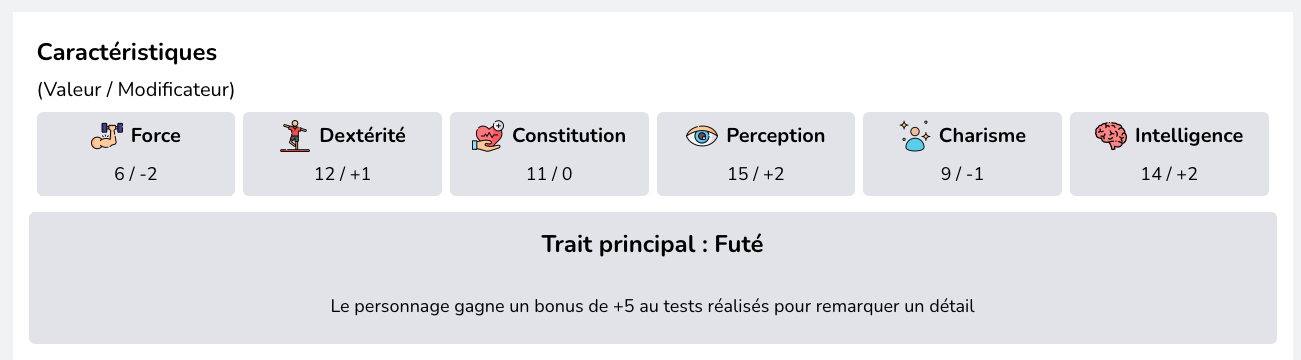 Caractéristiques
(Valeur / Modificateur)
Force
Dextérité
Constitution
Perception
Charisme
Intelligence
6 / -2
12 / +1
11 / 0
15 / +2
9 / -1
14 / +2
Trait principal : Futé
Le personnage gagne un bonus de +5 au tests réalisés pour remarquer un détail